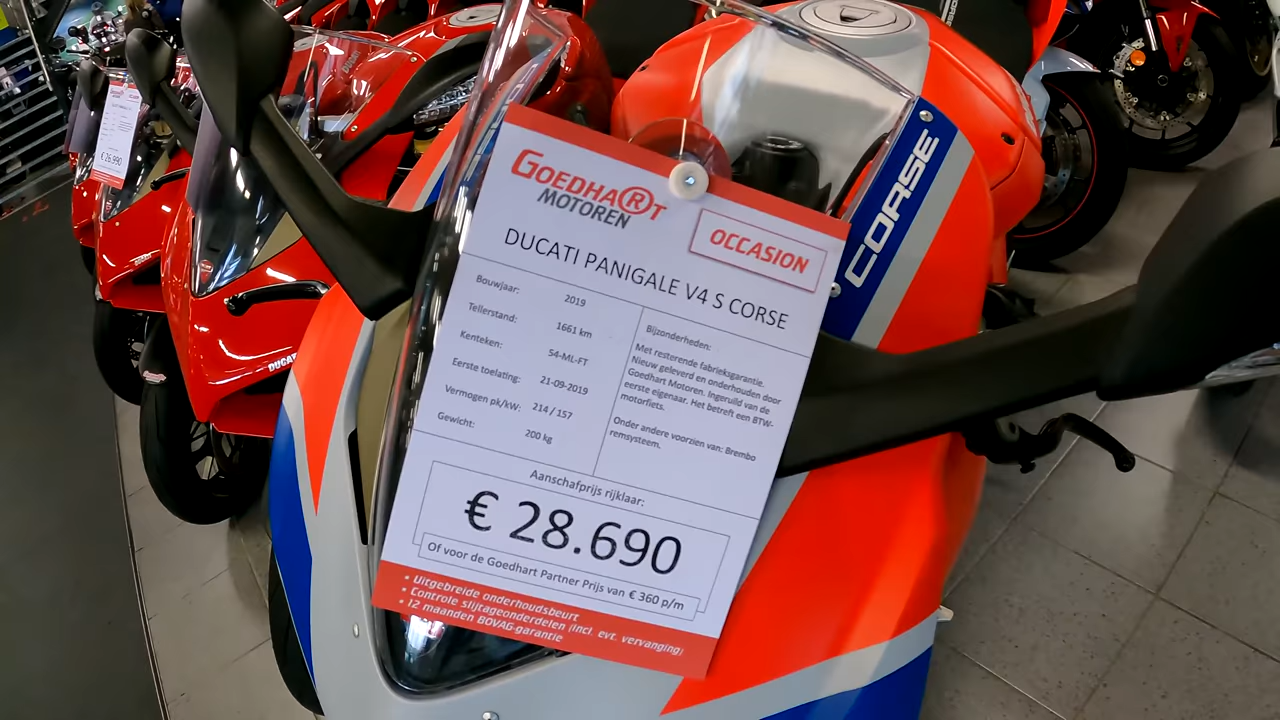 GOEDHART
MOTOREN
OCCASION
DUCATI PANIGALE V4 S CORSE
Bouwjaar: 2019
Tellerstand: 1661 km
Kenteken: 54-ML-FT
Eerste toelating: 21-09-2019
Vermogen pk/kW: 214 / 157
Gewicht: 200 kg
Bijzonderheden:
Met resterende fabrieksgarantie.
Nieuw geleverd en onderhouden door
Goedhart Motoren. Ingeruild van de
eerste eigenaar. Het betreft een BTW-
motorfiets.
Onder andere voorzien van: Brembo
remsysteem.
Aanschafprijs rijklaar:
€ 28.690
Of voor de Goedhart Partner Prijs van € 360 p/m
• Uitgebreide onderhoudsbeurt
• Controle slijtageonderdelen (incl. evt. vervanging)
• 12 maanden BOVAG-garantie
CORSE
€ 26.990
DUCATI